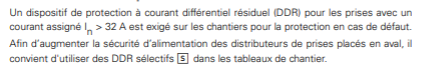 Un dispositif de protection à courant différentiel résiduel (DDR) pour les prises avec un
courant assigné In > 32 A est exigé sur les chantiers pour la protection en cas de défaut.
Afin d'augmenter la sécurité d'alimentation des distributeurs de prises placés en aval, il
convient d'utiliser des DDR sélectifs S dans les tableaux de chantier.